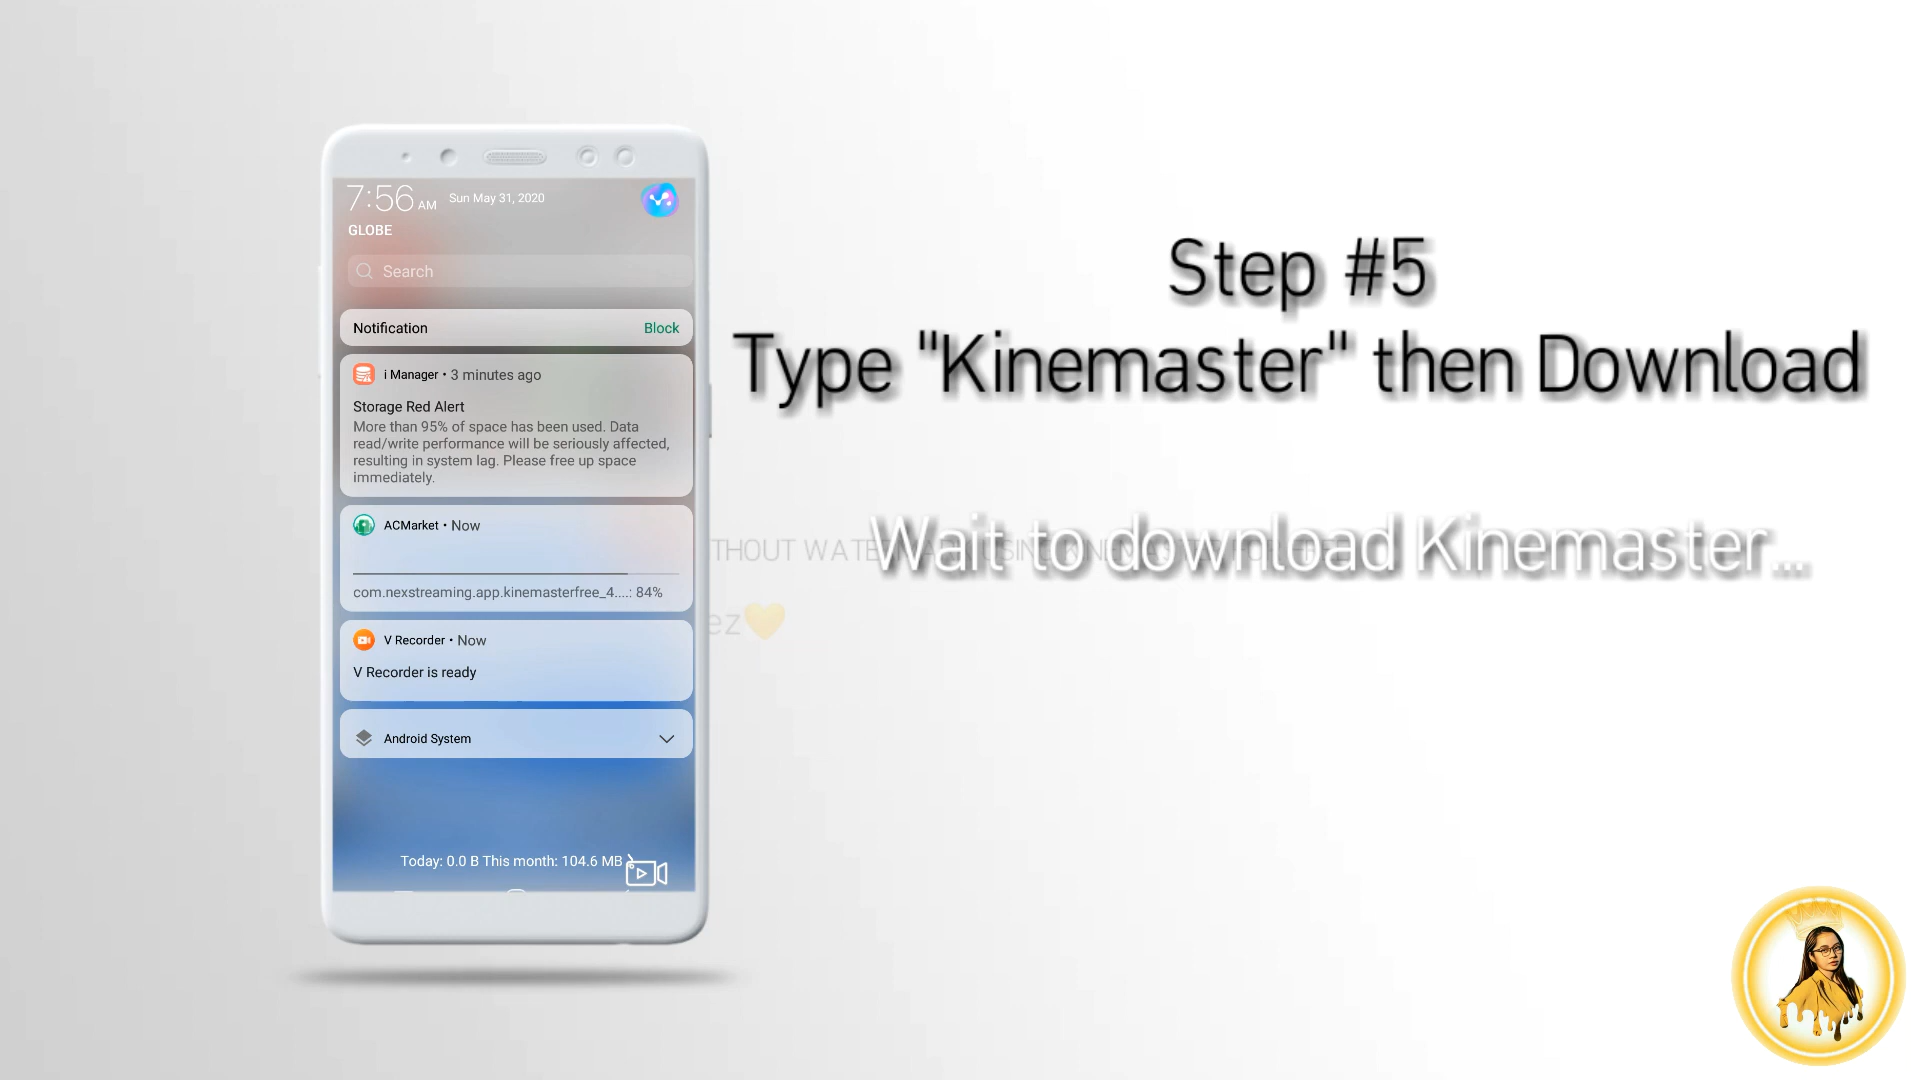 7:56 AM Sun May 31, 2020
GLOBE
Search
Notification Block
i Manager • 3 minutes ago
Storage Red Alert
More than 95% of space has been used. Data
read/write performance will be seriously affected,
resulting in system lag. Please free up space
immediately.
ACMarket • Now
com.nexstreaming.app.kinemasterfree_4....: 84%
V Recorder • Now
V Recorder is ready
Android System
Today: 0.0 B This month: 104.6 MB
Step #5
Type "Kinemaster" then Download
Wait to download Kinemaster...